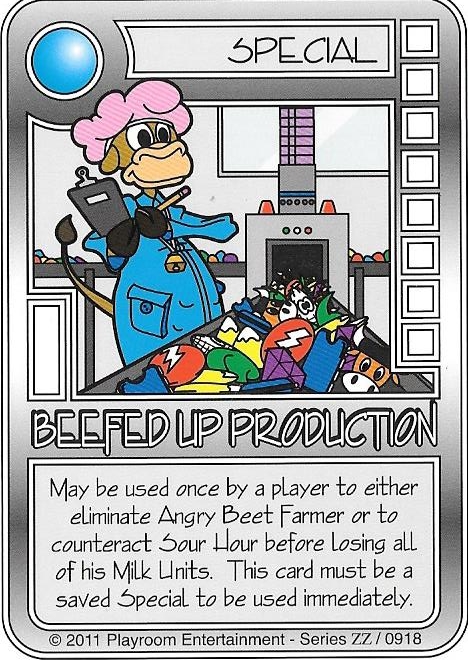 SPECIAL
BEEFED UP PRODUCTION
May be used once by a player to either
eliminate Angry Beet Farmer or to
counteract Sour Hour before losing all
of his Milk Units. This card must be a
saved Special to be used immediately.
© 2011 Playroom Entertainment - Series ZZ / 0918